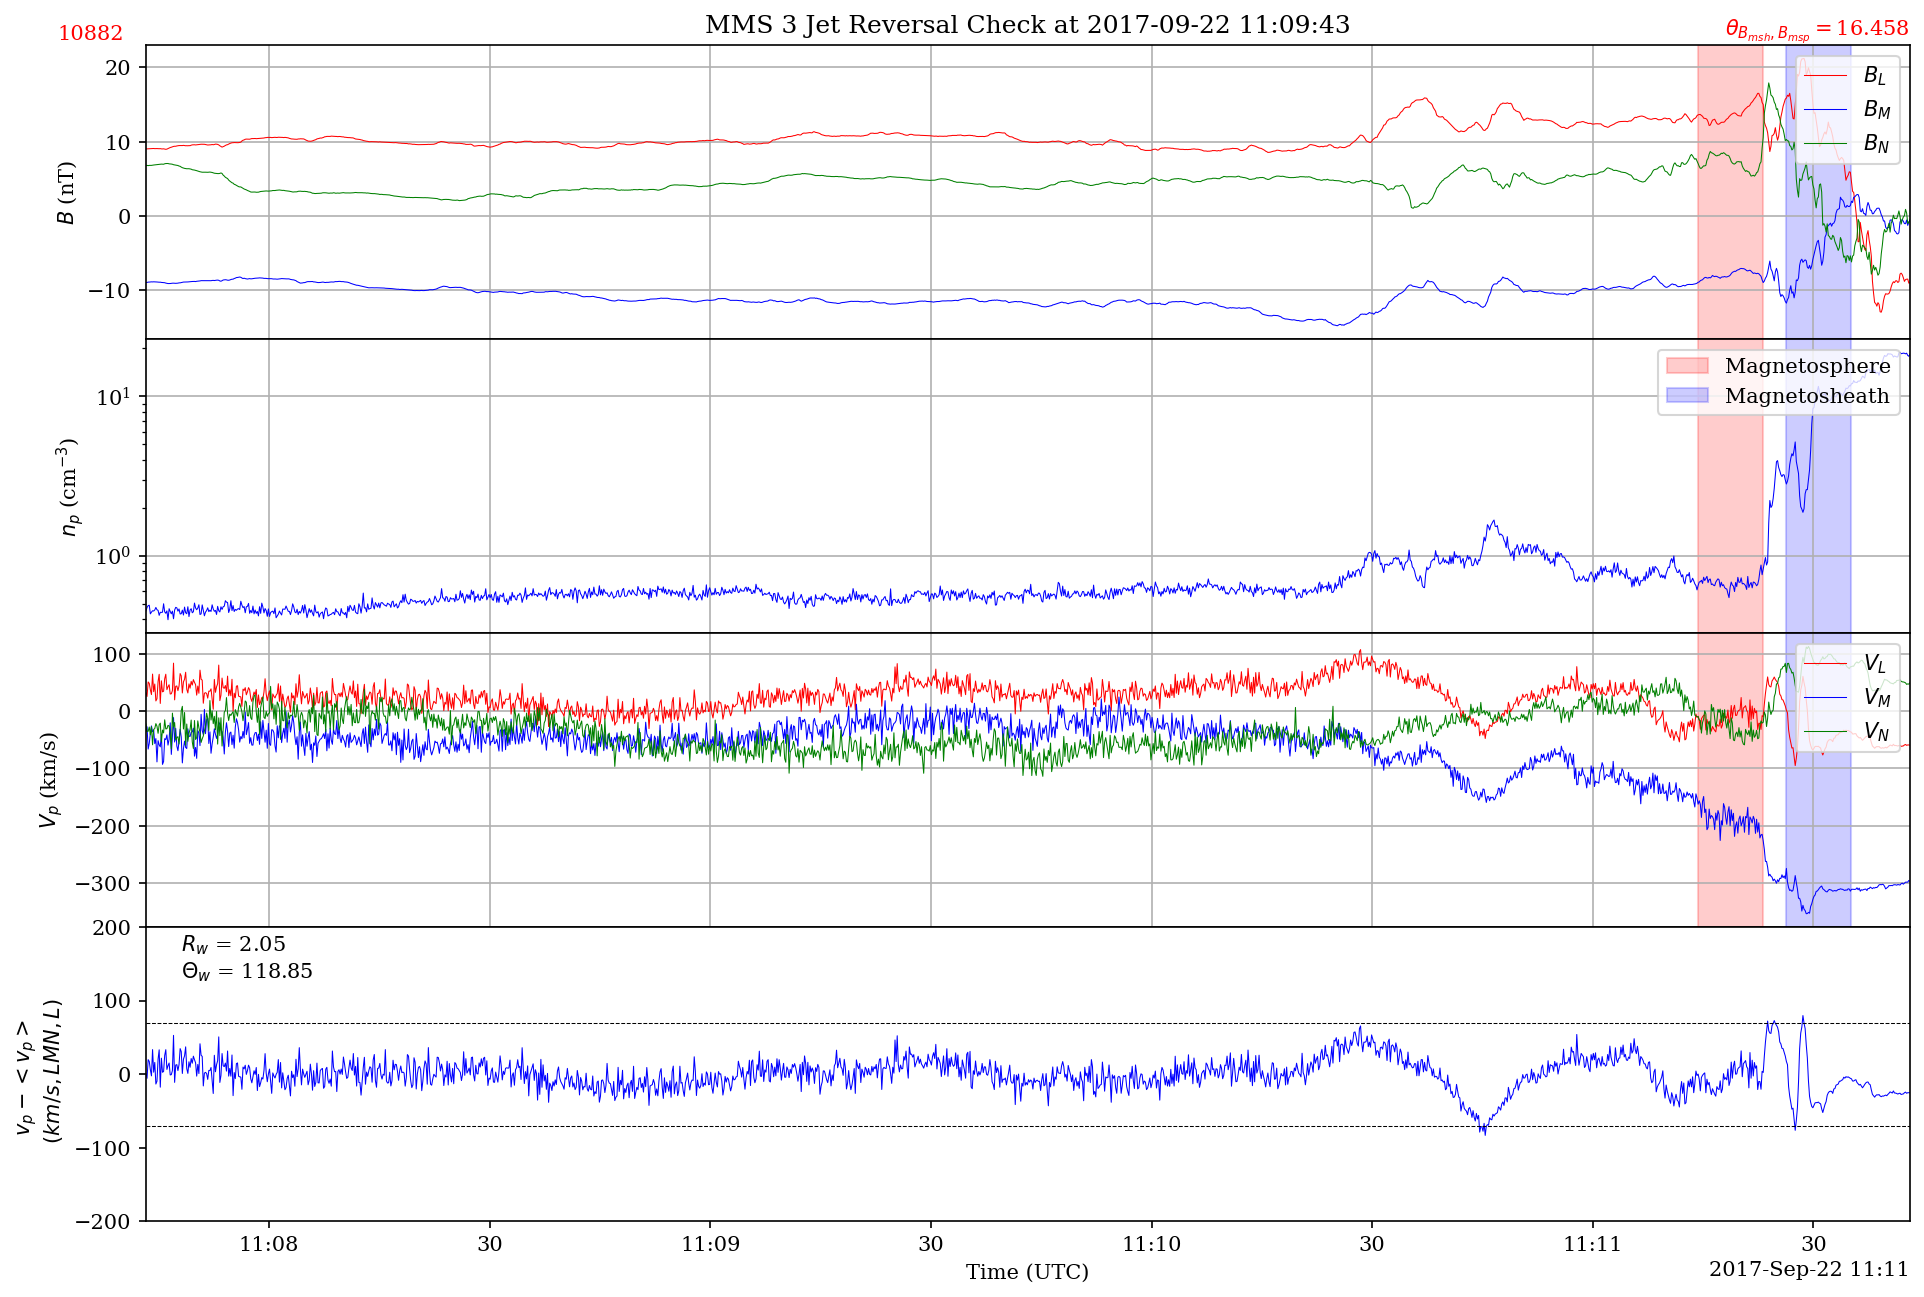 10882
MMS 3 Jet Reversal Check at 2017-09-22 11:09:43
θ_{B_{msh}, B_{msp}} = 16.458
20
10
0
−10
B (nT)
B_L
B_M
B_N
10^1
10^0
n_p (cm^{−3})
Magnetosphere
Magnetosheath
100
0
−100
−200
−300
V_p (km/s)
V_L
V_M
V_N
200
100
0
−100
−200
v_p − < v_p >
(km/s, LMN, L)
R_w = 2.05
Θ_w = 118.85
11:08
30
11:09
30
11:10
30
11:11
30
Time (UTC)
2017-Sep-22 11:11